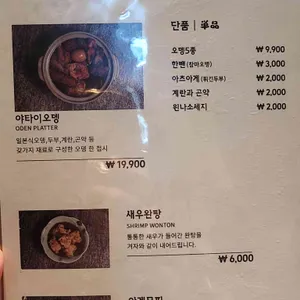 단품 | 単品
오뎅5종 ₩ 9,500
한펜 (참마오뎅) ₩ 3,000
아츠아게 (튀긴두부) ₩ 2,000
계란과 곤약 ₩ 2,000
윈나소세지 ₩ 2,000
야타이오뎅
ODEN PLATTER
일본식오뎅,두부,계란,곤약 등
갖가지 재료로 구성한 오뎅 한 접시
₩ 19,900
새우완탕
SHRIMP WONTON
통통한 새우가 들어간 완탕을
겨자와 같이 내어드립니다.
₩ 6,000